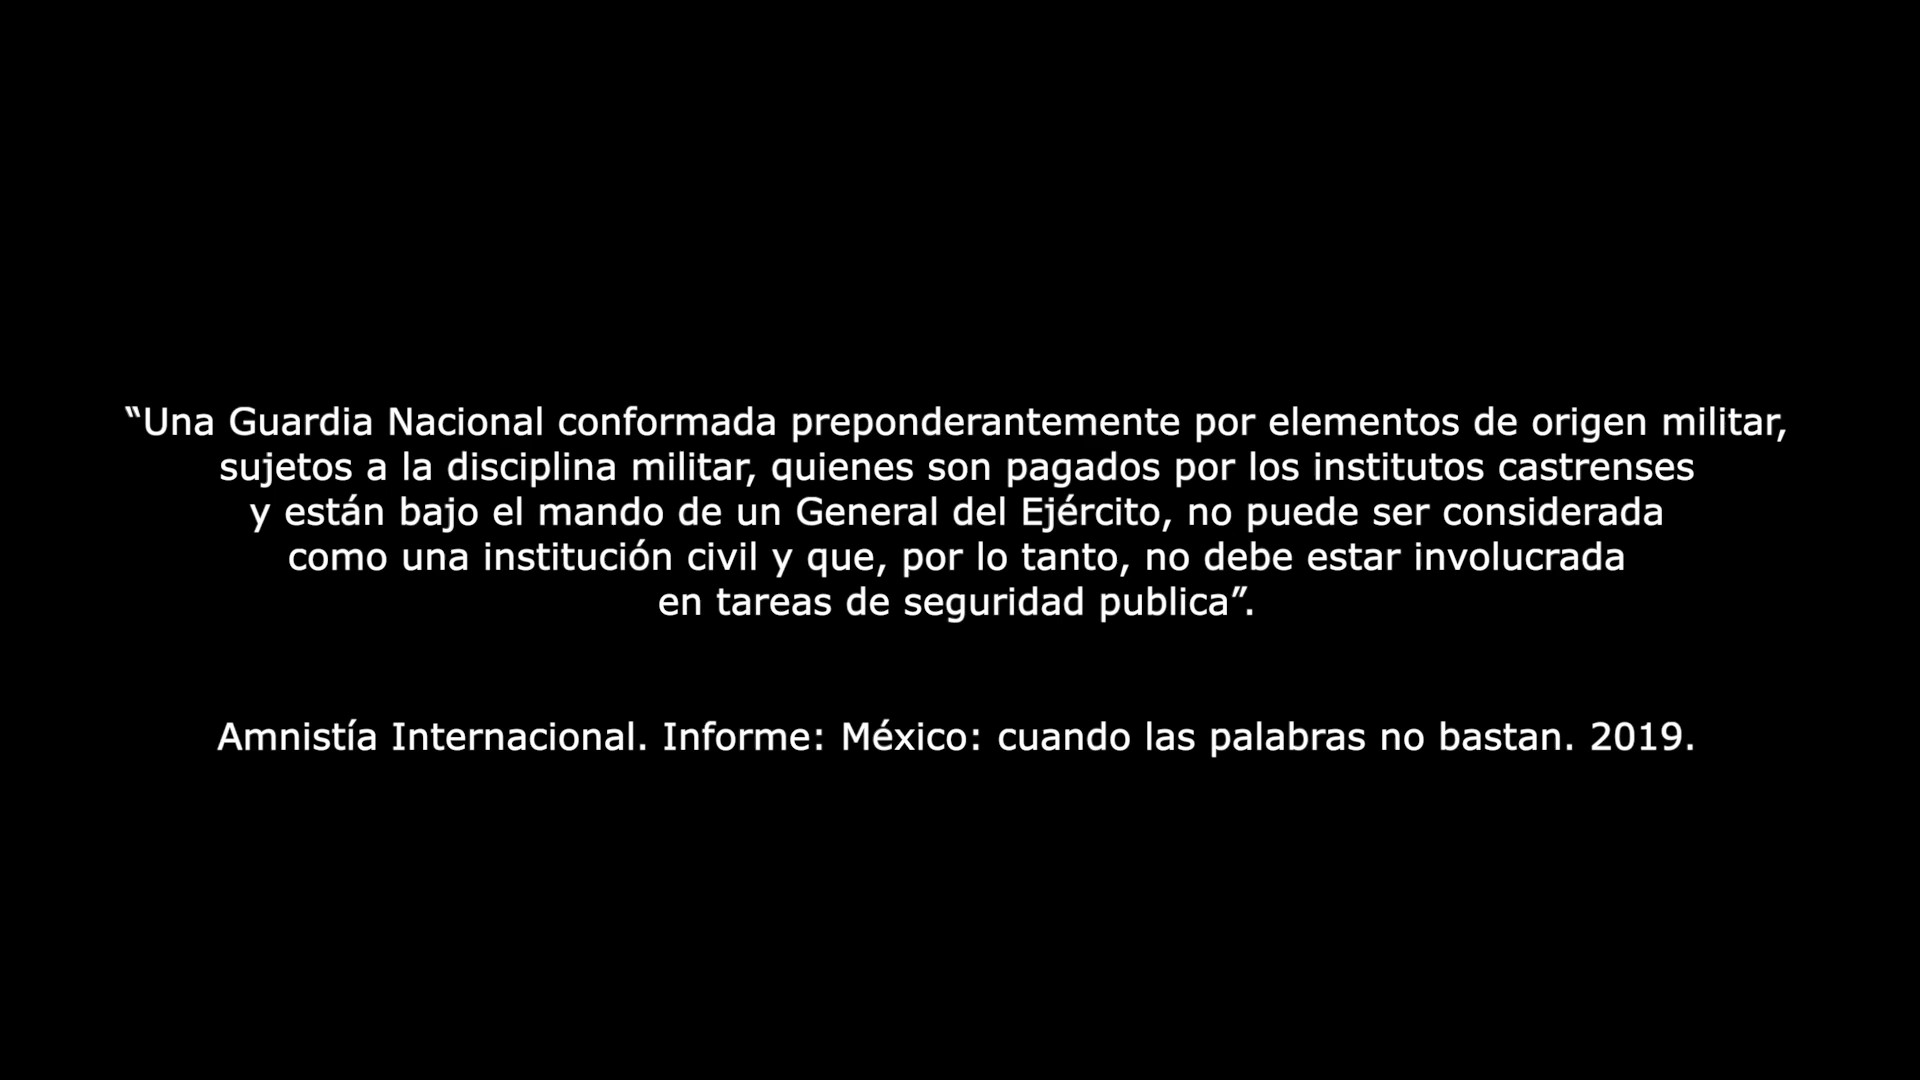 “Una Guardia Nacional conformada preponderantemente por elementos de origen militar,
sujetos a la disciplina militar, quienes son pagados por los institutos castrenses
y están bajo el mando de un General del Ejército, no puede ser considerada
como una institución civil y que, por lo tanto, no debe estar involucrada
en tareas de seguridad publica”.
Amnistía Internacional. Informe: México: cuando las palabras no bastan. 2019.